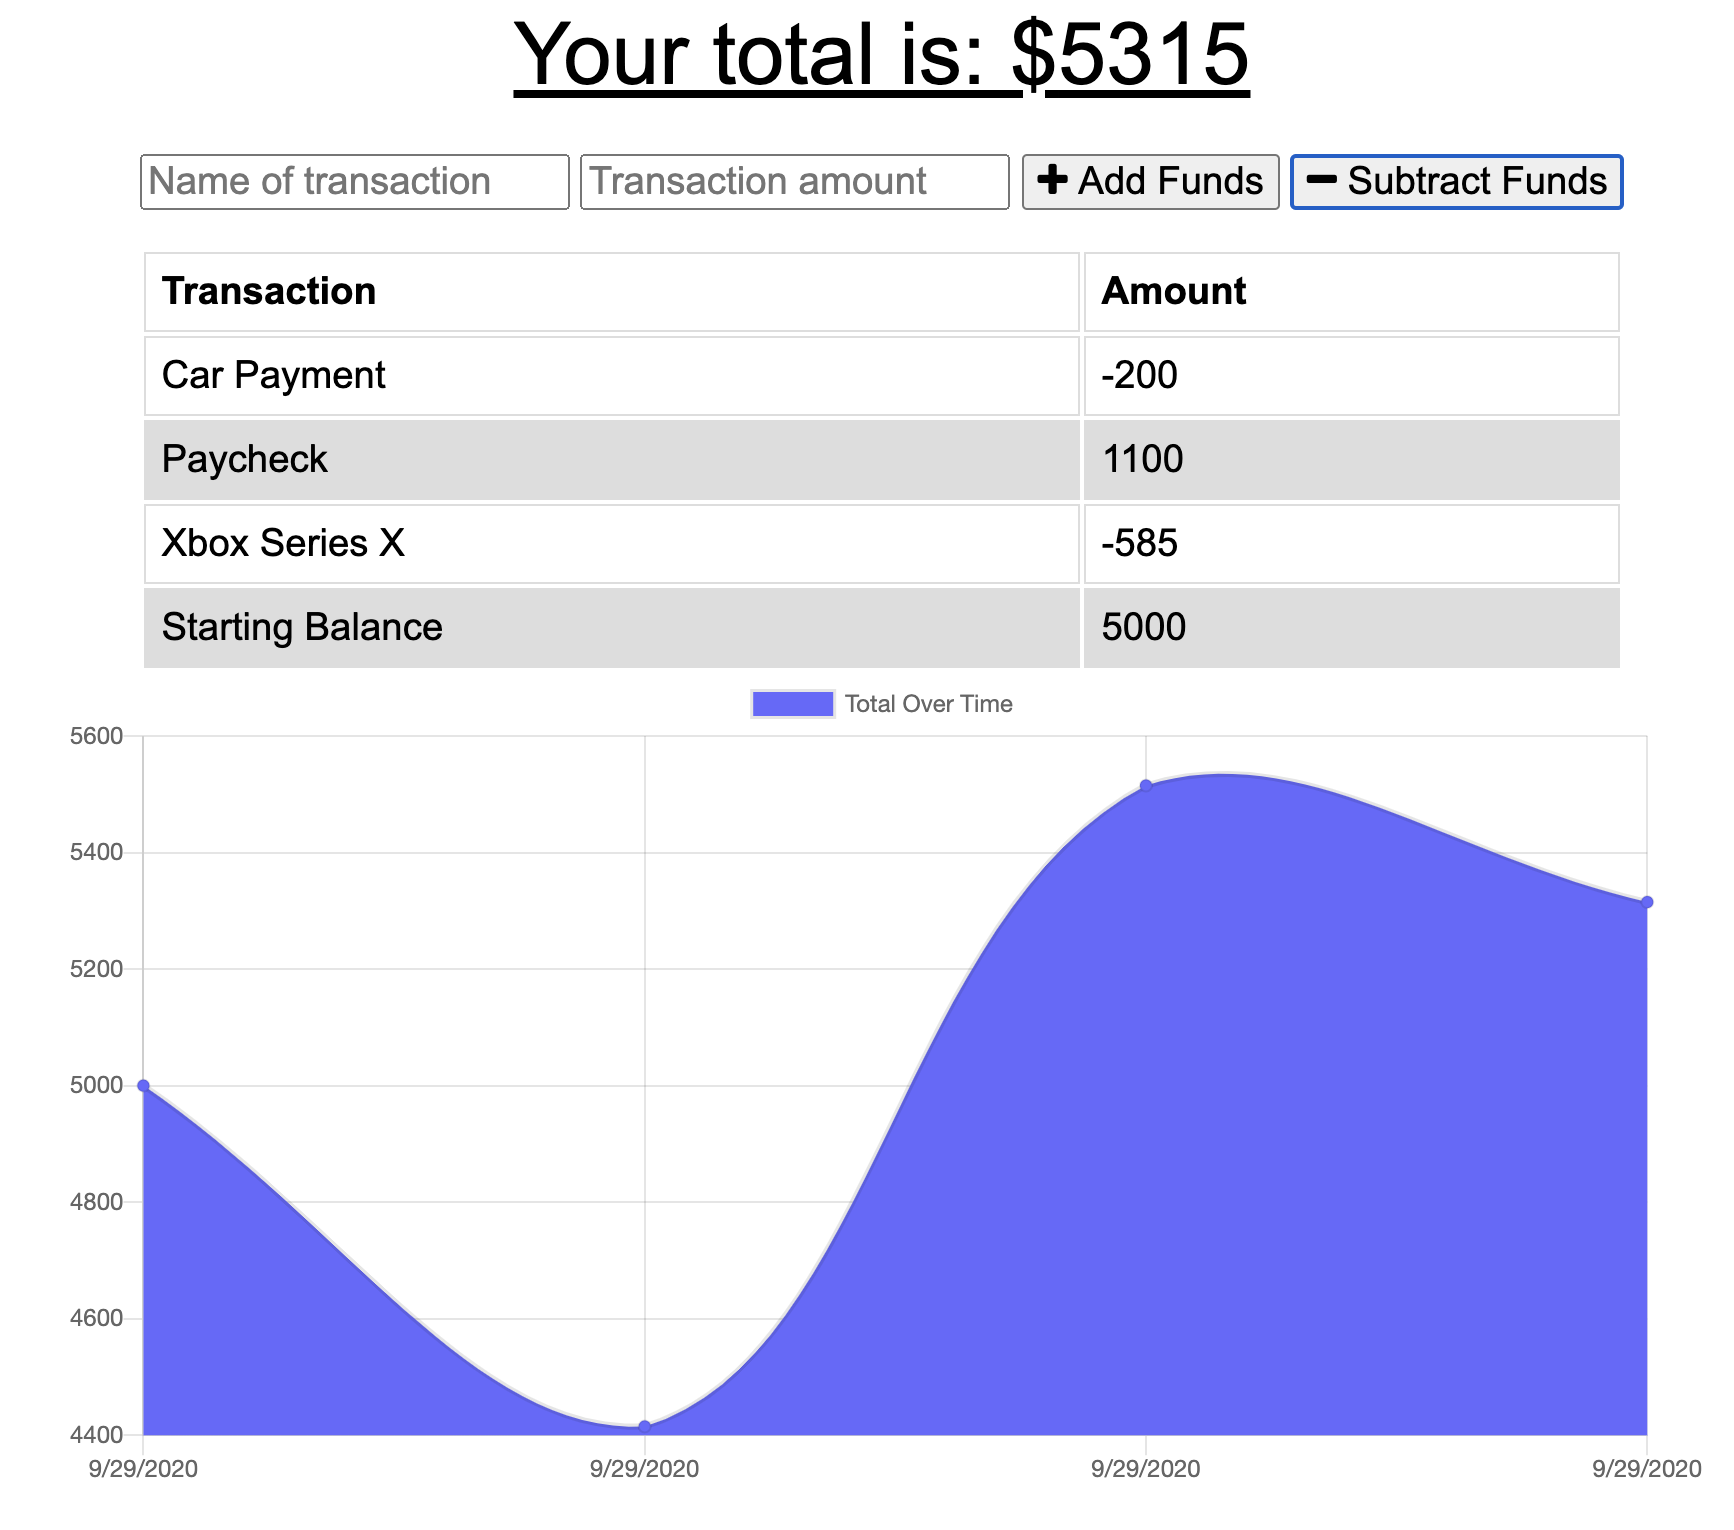 Your total is: $5315
Name of transaction Transaction amount + Add Funds − Subtract Funds
Transaction Amount
Car Payment -200
Paycheck 1100
Xbox Series X -585
Starting Balance 5000
Total Over Time
5600
5400
5200
5000
4800
4600
4400
9/29/2020 9/29/2020 9/29/2020 9/29/2020